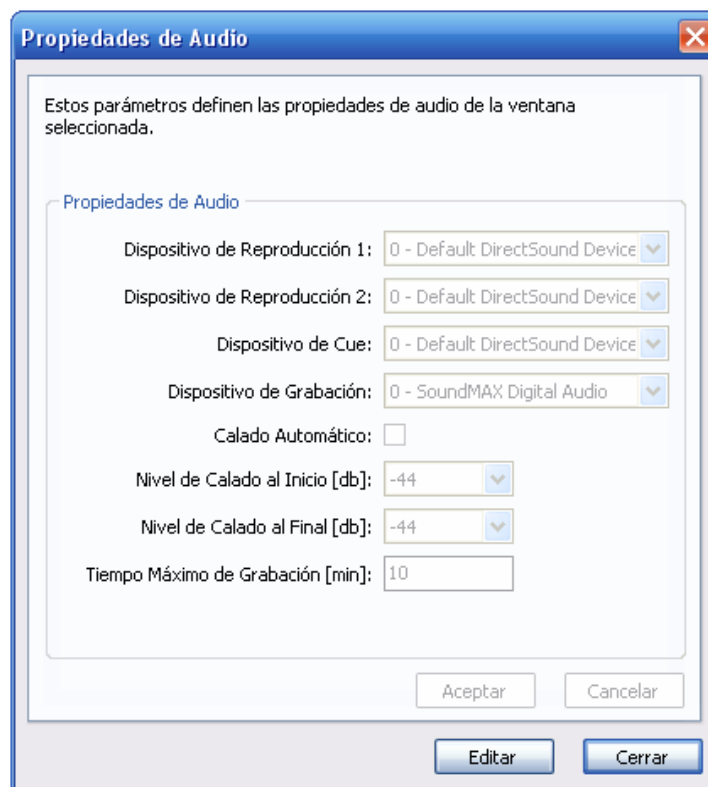 Propiedades de Audio
Estos parámetros definen las propiedades de audio de la ventana
seleccionada.
Propiedades de Audio
Dispositivo de Reproducción 1: 0 - Default DirectSound Device
Dispositivo de Reproducción 2: 0 - Default DirectSound Device
Dispositivo de Cue: 0 - Default DirectSound Device
Dispositivo de Grabación: 0 - SoundMAX Digital Audio
Calado Automático:
Nivel de Calado al Inicio [db]: -44
Nivel de Calado al Final [db]: -44
Tiempo Máximo de Grabación [min]: 10
Aceptar Cancelar
Editar Cerrar